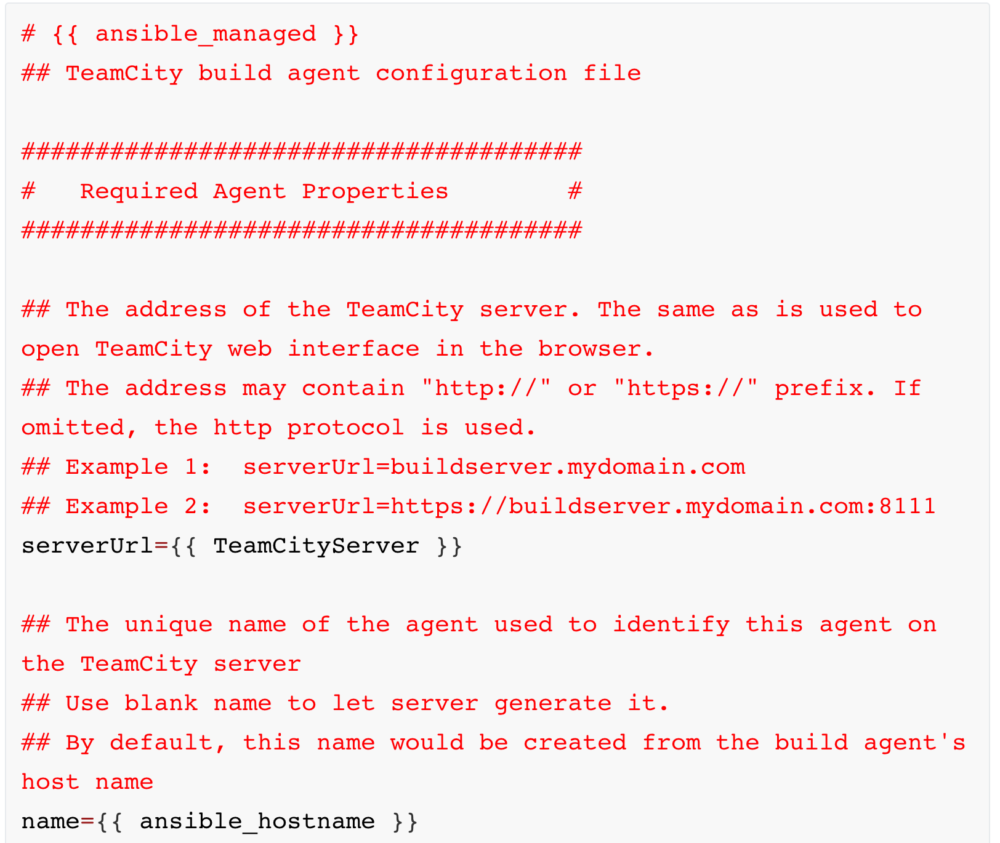 # {{ ansible_managed }}
## TeamCity build agent configuration file
######################################
#   Required Agent Properties        #
######################################
## The address of the TeamCity server. The same as is used to
open TeamCity web interface in the browser.
## The address may contain "http://" or "https://" prefix. If
omitted, the http protocol is used.
## Example 1:  serverUrl=buildserver.mydomain.com
## Example 2:  serverUrl=https://buildserver.mydomain.com:8111
serverUrl={{ TeamCityServer }}
## The unique name of the agent used to identify this agent on
the TeamCity server
## Use blank name to let server generate it.
## By default, this name would be created from the build agent's
host name
name={{ ansible_hostname }}